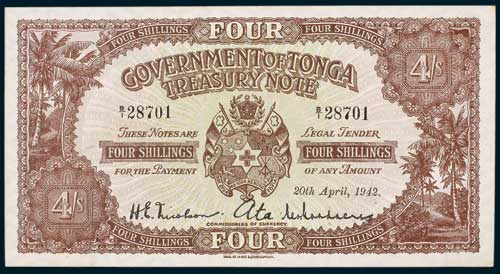 FOUR
FOUR SHILLINGS FOUR SHILLINGS
GOVERNMENT OF TONGA
TREASURY NOTE
4/s 4/s
B/1 28701 B/1 28701
THESE NOTES ARE LEGAL TENDER
FOUR SHILLINGS FOUR SHILLINGS
FOR THE PAYMENT OF ANY AMOUNT
20th April, 1942.
4/s
COMMISSIONERS OF CURRENCY.
FOUR SHILLINGS FOUR SHILLINGS
FOUR